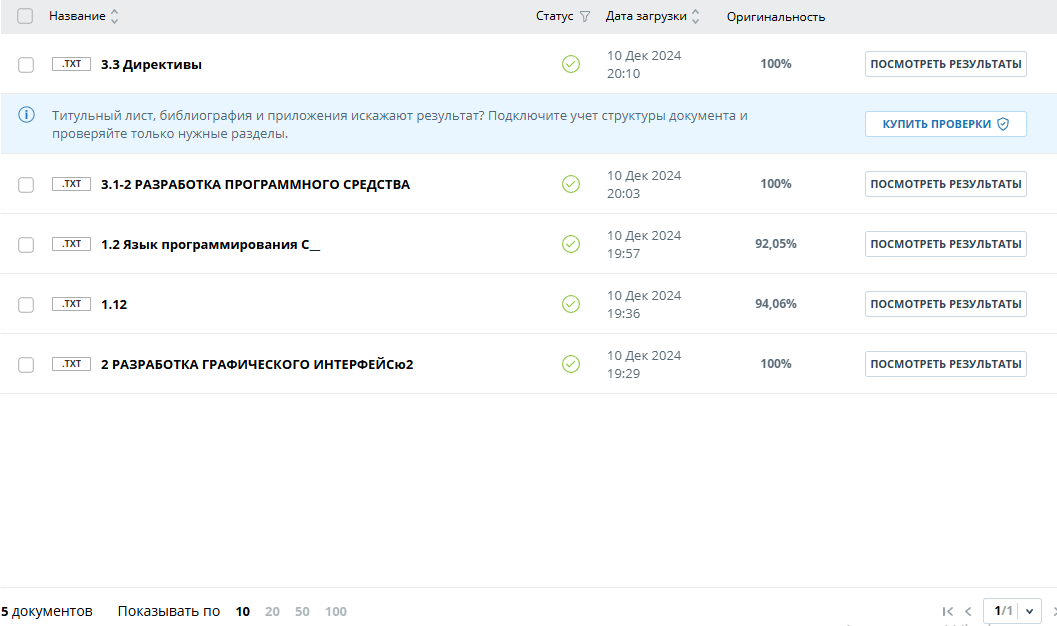 Название Статус Дата загрузки Оригинальность
.TXT 3.3 Директивы 10 Дек 2024 20:10 100% ПОСМОТРЕТЬ РЕЗУЛЬТАТЫ
Титульный лист, библиография и приложения искажают результат? Подключите учет структуры документа и
проверяйте только нужные разделы.
КУПИТЬ ПРОВЕРКИ
.TXT 3.1-2 РАЗРАБОТКА ПРОГРАММНОГО СРЕДСТВА 10 Дек 2024 20:03 100% ПОСМОТРЕТЬ РЕЗУЛЬТАТЫ
.TXT 1.2 Язык программирования C__ 10 Дек 2024 19:57 92,05% ПОСМОТРЕТЬ РЕЗУЛЬТАТЫ
.TXT 1.12 10 Дек 2024 19:36 94,06% ПОСМОТРЕТЬ РЕЗУЛЬТАТЫ
.TXT 2 РАЗРАБОТКА ГРАФИЧЕСКОГО ИНТЕРФЕЙСю2 10 Дек 2024 19:29 100% ПОСМОТРЕТЬ РЕЗУЛЬТАТЫ
5 документов Показывать по 10 20 50 100 1/1